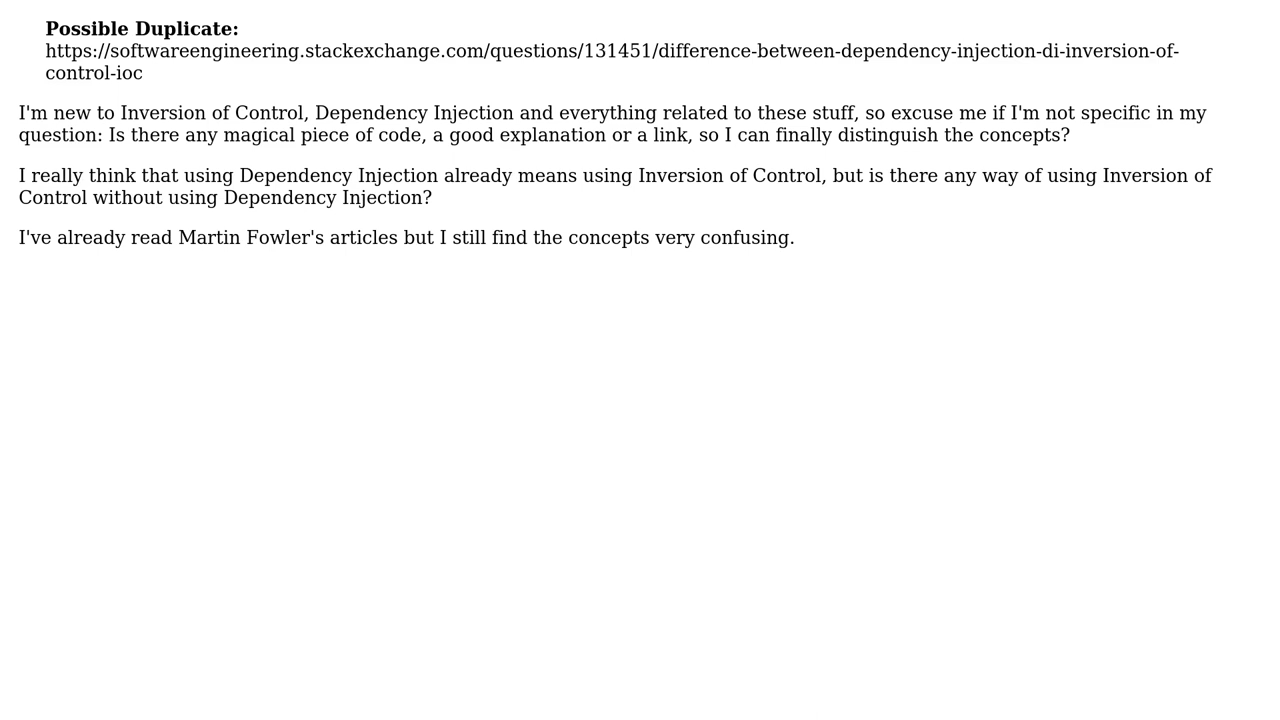 Possible Duplicate:
https://softwareengineering.stackexchange.com/questions/131451/difference-between-dependency-injection-di-inversion-of-
control-ioc
I'm new to Inversion of Control, Dependency Injection and everything related to these stuff, so excuse me if I'm not specific in my
question: Is there any magical piece of code, a good explanation or a link, so I can finally distinguish the concepts?
I really think that using Dependency Injection already means using Inversion of Control, but is there any way of using Inversion of
Control without using Dependency Injection?
I've already read Martin Fowler's articles but I still find the concepts very confusing.